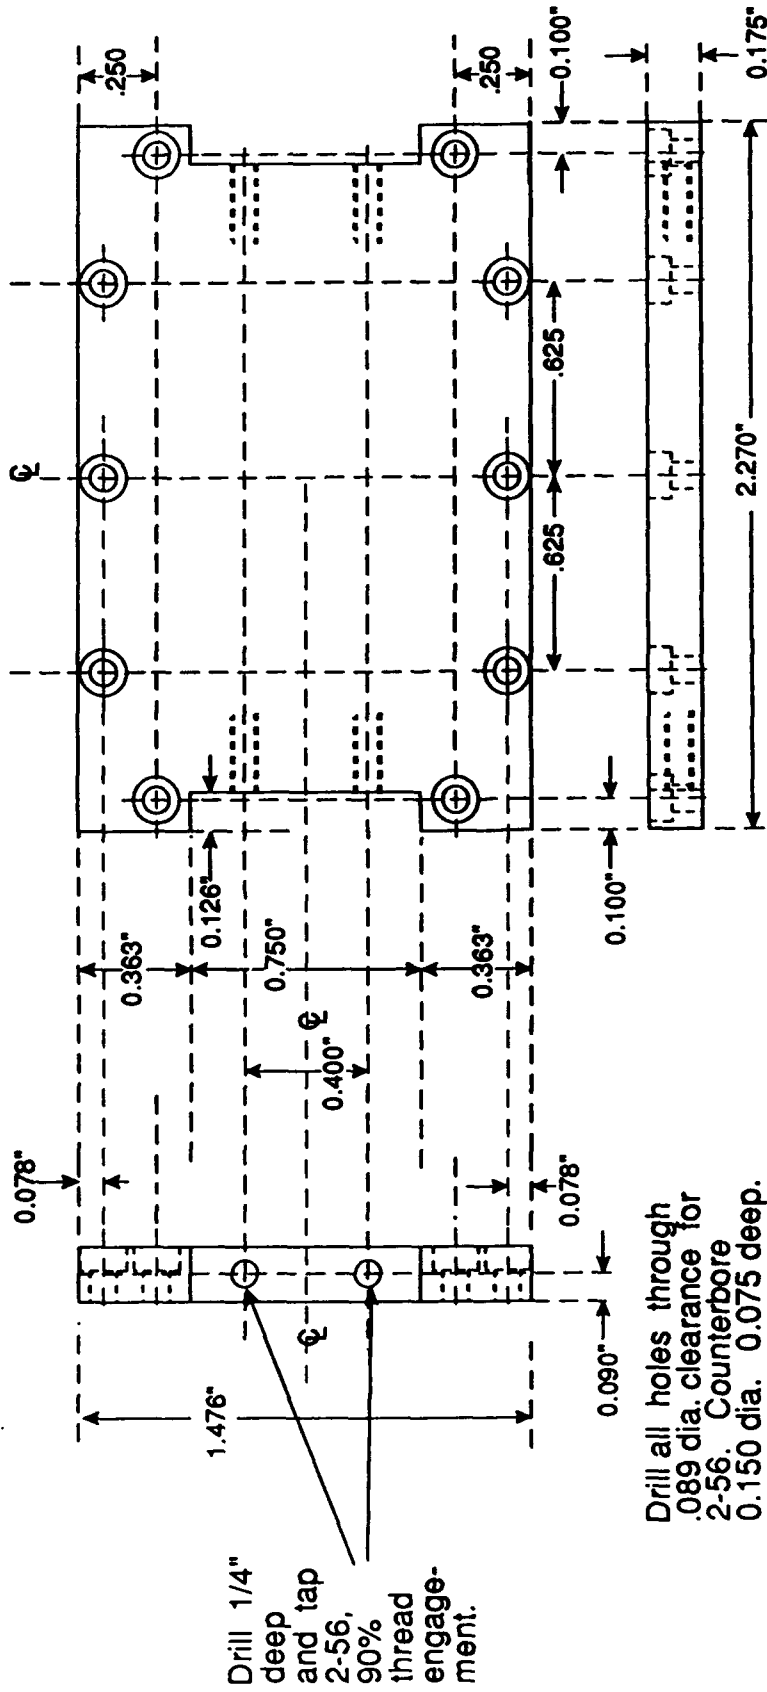 ℄
0.078"
.250
0.363"
0.126"
1.476"
Drill 1/4"
deep
and tap
2-56,
90%
thread
engage-
ment.
0.750"
℄
℄
0.400"
0.363"
.250
0.078"
.625
.625
0.100"
0.090"
0.100"
Drill all holes through
.089 dia. clearance for
2-56. Counterbore
0.150 dia. 0.075 deep.
2.270"
0.175"